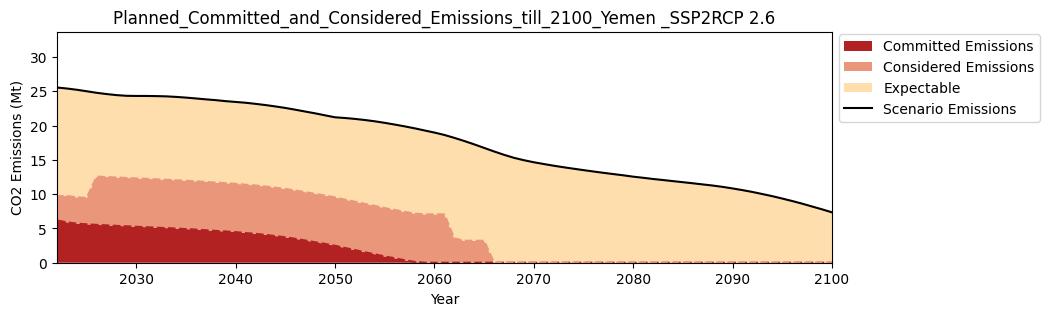 Planned_Committed_and_Considered_Emissions_till_2100_Yemen _SSP2RCP 2.6
CO2 Emissions (Mt)
30
25
20
15
10
5
0
2030 2040 2050 2060 2070 2080 2090 2100
Year
Committed Emissions
Considered Emissions
Expectable
Scenario Emissions